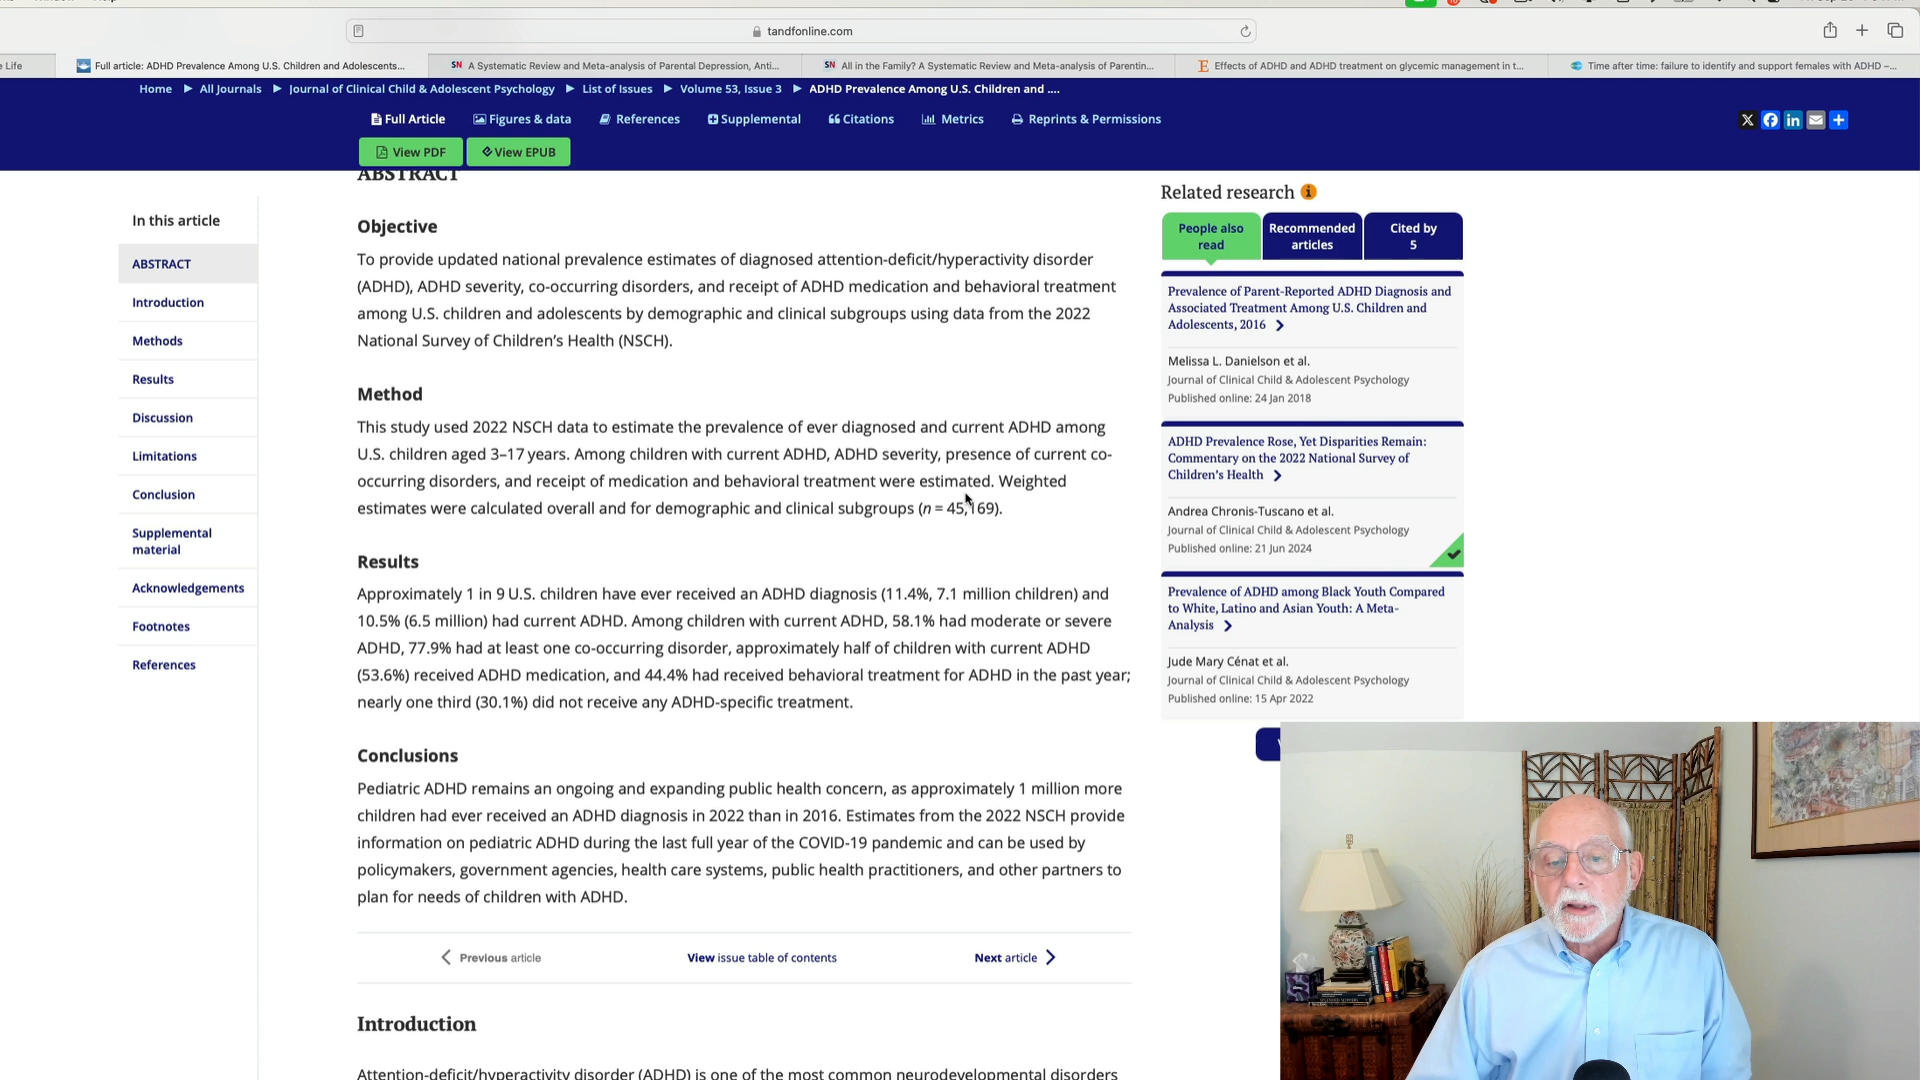 tandfonline.com
e Life
Full article: ADHD Prevalence Among U.S. Children and Adolescents...
SN A Systematic Review and Meta-analysis of Parental Depression, Anti...
SN All in the Family? A Systematic Review and Meta-analysis of Parentin...
E Effects of ADHD and ADHD treatment on glycemic management in t...
Time after time: failure to identify and support females with ADHD –...
Home ▶ All Journals ▶ Journal of Clinical Child & Adolescent Psychology ▶ List of Issues ▶ Volume 53, Issue 3 ▶ ADHD Prevalence Among U.S. Children and ....
Full Article Figures & data References Supplemental Citations Metrics Reprints & Permissions
View PDF View EPUB
In this article
ABSTRACT
Introduction
Methods
Results
Discussion
Limitations
Conclusion
Supplemental
material
Acknowledgements
Footnotes
References
ABSTRACT
Objective
To provide updated national prevalence estimates of diagnosed attention-deficit/hyperactivity disorder
(ADHD), ADHD severity, co-occurring disorders, and receipt of ADHD medication and behavioral treatment
among U.S. children and adolescents by demographic and clinical subgroups using data from the 2022
National Survey of Children's Health (NSCH).
Method
This study used 2022 NSCH data to estimate the prevalence of ever diagnosed and current ADHD among
U.S. children aged 3–17 years. Among children with current ADHD, ADHD severity, presence of current co-
occurring disorders, and receipt of medication and behavioral treatment were estimated. Weighted
estimates were calculated overall and for demographic and clinical subgroups (n = 45,169).
Results
Approximately 1 in 9 U.S. children have ever received an ADHD diagnosis (11.4%, 7.1 million children) and
10.5% (6.5 million) had current ADHD. Among children with current ADHD, 58.1% had moderate or severe
ADHD, 77.9% had at least one co-occurring disorder, approximately half of children with current ADHD
(53.6%) received ADHD medication, and 44.4% had received behavioral treatment for ADHD in the past year;
nearly one third (30.1%) did not receive any ADHD-specific treatment.
Conclusions
Pediatric ADHD remains an ongoing and expanding public health concern, as approximately 1 million more
children had ever received an ADHD diagnosis in 2022 than in 2016. Estimates from the 2022 NSCH provide
information on pediatric ADHD during the last full year of the COVID-19 pandemic and can be used by
policymakers, government agencies, health care systems, public health practitioners, and other partners to
plan for needs of children with ADHD.
Previous article View issue table of contents Next article
Introduction
Attention-deficit/hyperactivity disorder (ADHD) is one of the most common neurodevelopmental disorders
Related research
People also
read
Recommended
articles
Cited by
5
Prevalence of Parent-Reported ADHD Diagnosis and
Associated Treatment Among U.S. Children and
Adolescents, 2016
Melissa L. Danielson et al.
Journal of Clinical Child & Adolescent Psychology
Published online: 24 Jan 2018
ADHD Prevalence Rose, Yet Disparities Remain:
Commentary on the 2022 National Survey of
Children's Health
Andrea Chronis-Tuscano et al.
Journal of Clinical Child & Adolescent Psychology
Published online: 21 Jun 2024
Prevalence of ADHD among Black Youth Compared
to White, Latino and Asian Youth: A Meta-
Analysis
Jude Mary Cénat et al.
Journal of Clinical Child & Adolescent Psychology
Published online: 15 Apr 2022